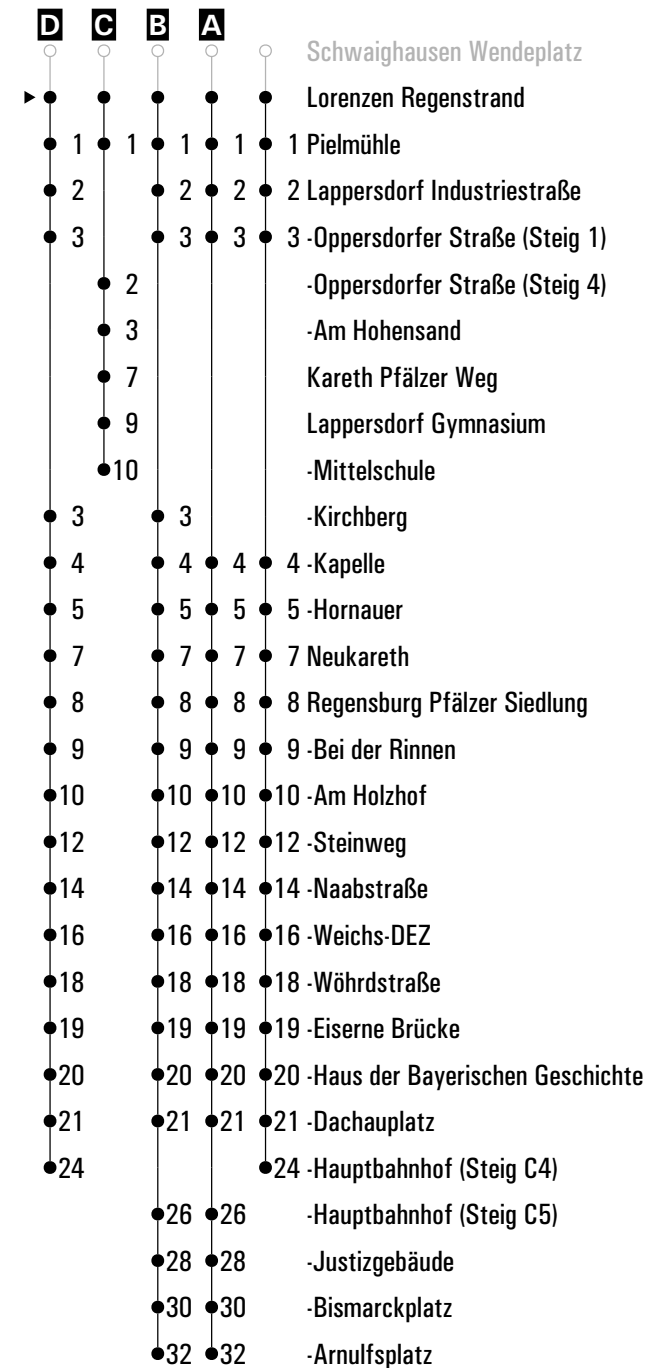 D C B A
Schwaighausen Wendeplatz
Lorenzen Regenstrand
1 1 1 1 1 Pielmühle
2 2 2 2 Lappersdorf Industriestraße
3 3 3 3 -Oppersdorfer Straße (Steig 1)
2 -Oppersdorfer Straße (Steig 4)
3 -Am Hohensand
7 Kareth Pfälzer Weg
9 Lappersdorf Gymnasium
10 -Mittelschule
3 3 -Kirchberg
4 4 4 4 -Kapelle
5 5 5 5 -Hornauer
7 7 7 7 Neukareth
8 8 8 8 Regensburg Pfälzer Siedlung
9 9 9 9 -Bei der Rinnen
10 10 10 10 -Am Holzhof
12 12 12 12 -Steinweg
14 14 14 14 -Naabstraße
16 16 16 16 -Weichs-DEZ
18 18 18 18 -Wöhrdstraße
19 19 19 19 -Eiserne Brücke
20 20 20 20 -Haus der Bayerischen Geschichte
21 21 21 21 -Dachauplatz
24 24 -Hauptbahnhof (Steig C4)
26 26 -Hauptbahnhof (Steig C5)
28 28 -Justizgebäude
30 30 -Bismarckplatz
32 32 -Arnulfsplatz